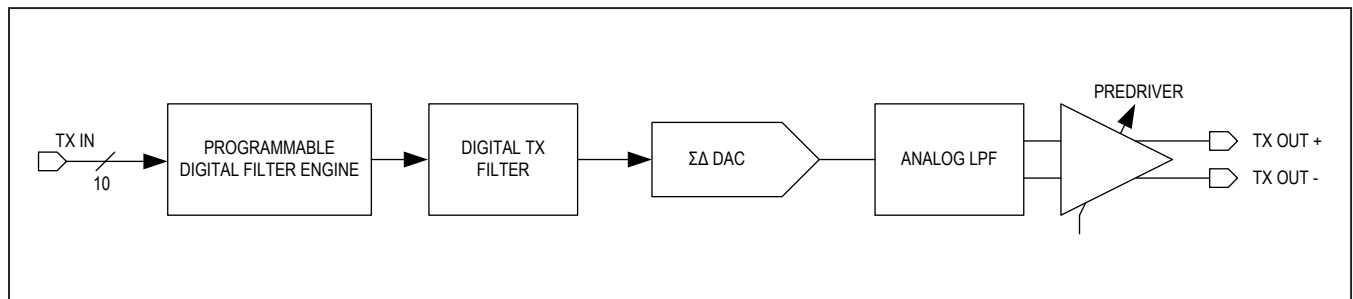 TX IN
10
PROGRAMMABLE
DIGITAL FILTER ENGINE
DIGITAL TX
FILTER
ΣΔ DAC
ANALOG LPF
PREDRIVER
TX OUT +
TX OUT -